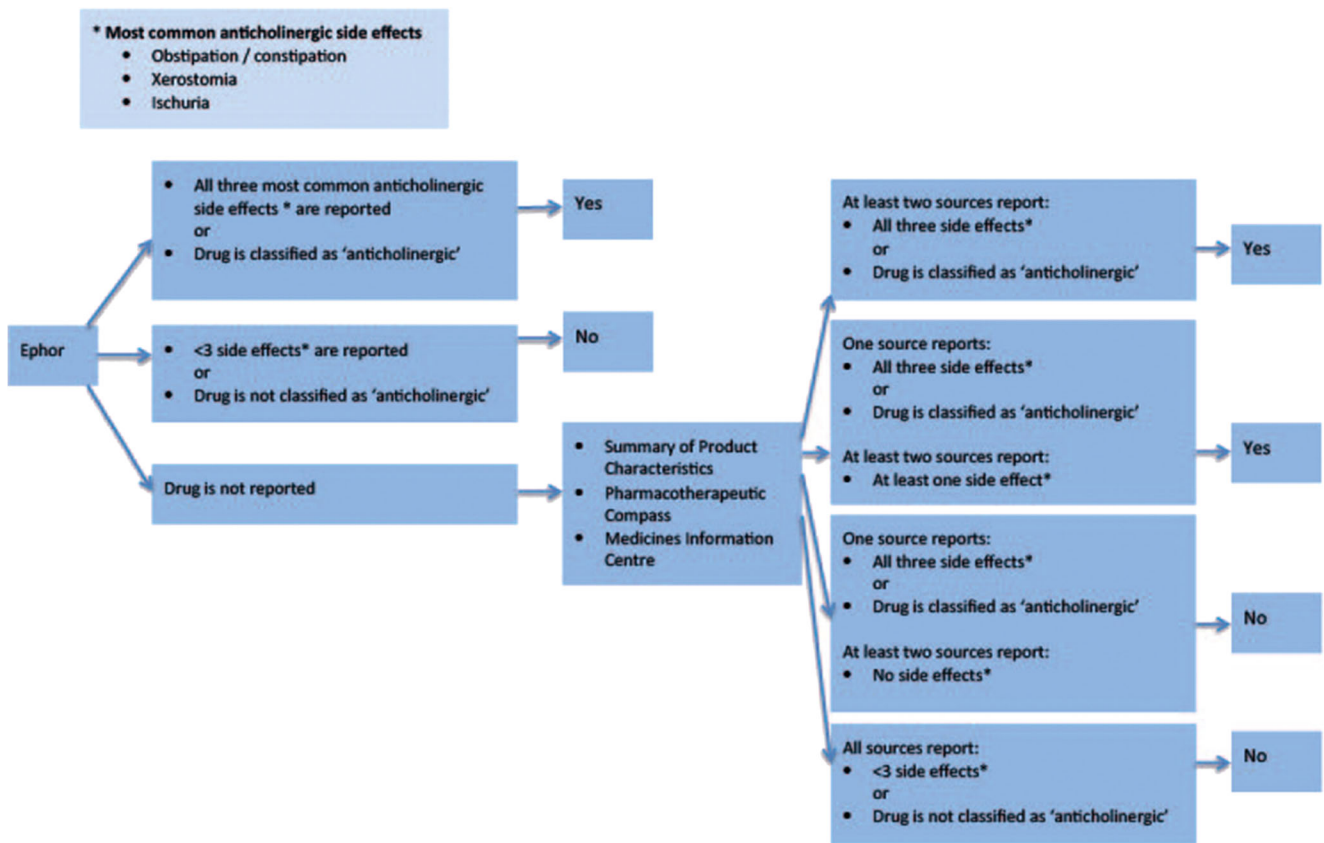 * Most common anticholinergic side effects
• Obstipation / constipation
• Xerostomia
• Ischuria
Ephor
• All three most common anticholinergic
side effects * are reported
or
• Drug is classified as 'anticholinergic'
Yes
• <3 side effects* are reported
or
• Drug is not classified as 'anticholinergic'
No
Drug is not reported
• Summary of Product
Characteristics
• Pharmacotherapeutic
Compass
• Medicines Information
Centre
At least two sources report:
• All three side effects*
or
• Drug is classified as 'anticholinergic'
Yes
One source reports:
• All three side effects*
or
• Drug is classified as 'anticholinergic'
At least two sources report:
• At least one side effect*
Yes
One source reports:
• All three side effects*
or
• Drug is classified as 'anticholinergic'
At least two sources report:
• No side effects*
No
All sources report:
• <3 side effects*
or
• Drug is not classified as 'anticholinergic'
No